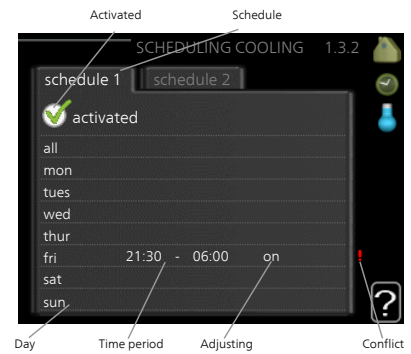 Activated Schedule
SCHEDULING COOLING 1.3.2
schedule 1 schedule 2
activated
all
mon
tues
wed
thur
fri 21:30 - 06:00 on !
sat
sun
?
Day Time period Adjusting Conflict